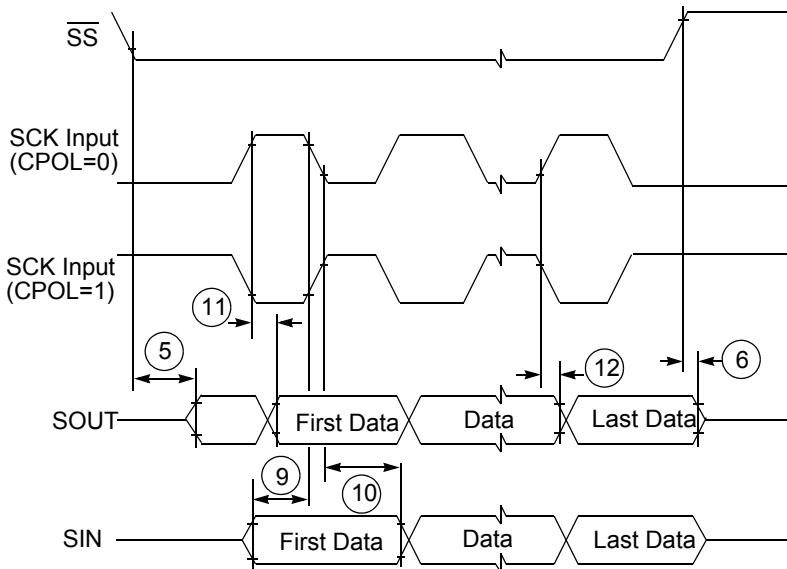 SS
SCK Input
(CPOL=0)
SCK Input
(CPOL=1)
11
5
12
6
SOUT
First Data
Data
Last Data
9
10
SIN
First Data
Data
Last Data